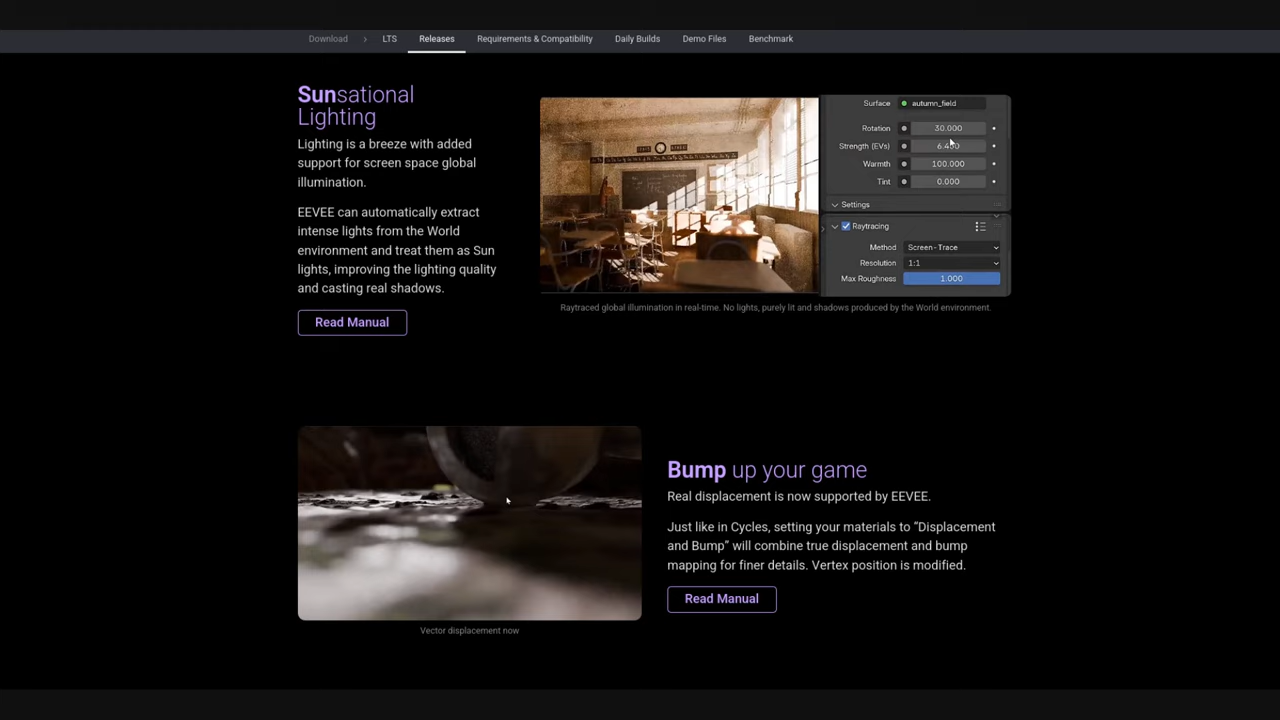 Download > LTS Releases Requirements & Compatibility Daily Builds Demo Files Benchmark
Sunsational
Lighting
Lighting is a breeze with added
support for screen space global
illumination.
EEVEE can automatically extract
intense lights from the World
environment and treat them as Sun
lights, improving the lighting quality
and casting real shadows.
Read Manual
Surface autumn_field
Rotation 30.000
Strength (EVs)
Warmth 100.000
Tint 0.000
Settings
Raytracing
Method Screen-Trace
Resolution 1:1
Max Roughness 1.000
Raytraced global illumination in real-time. No lights, purely lit and shadows produced by the World environment.
Bump up your game
Real displacement is now supported by EEVEE.
Just like in Cycles, setting your materials to “Displacement
and Bump” will combine true displacement and bump
mapping for finer details. Vertex position is modified.
Read Manual
Vector displacement now